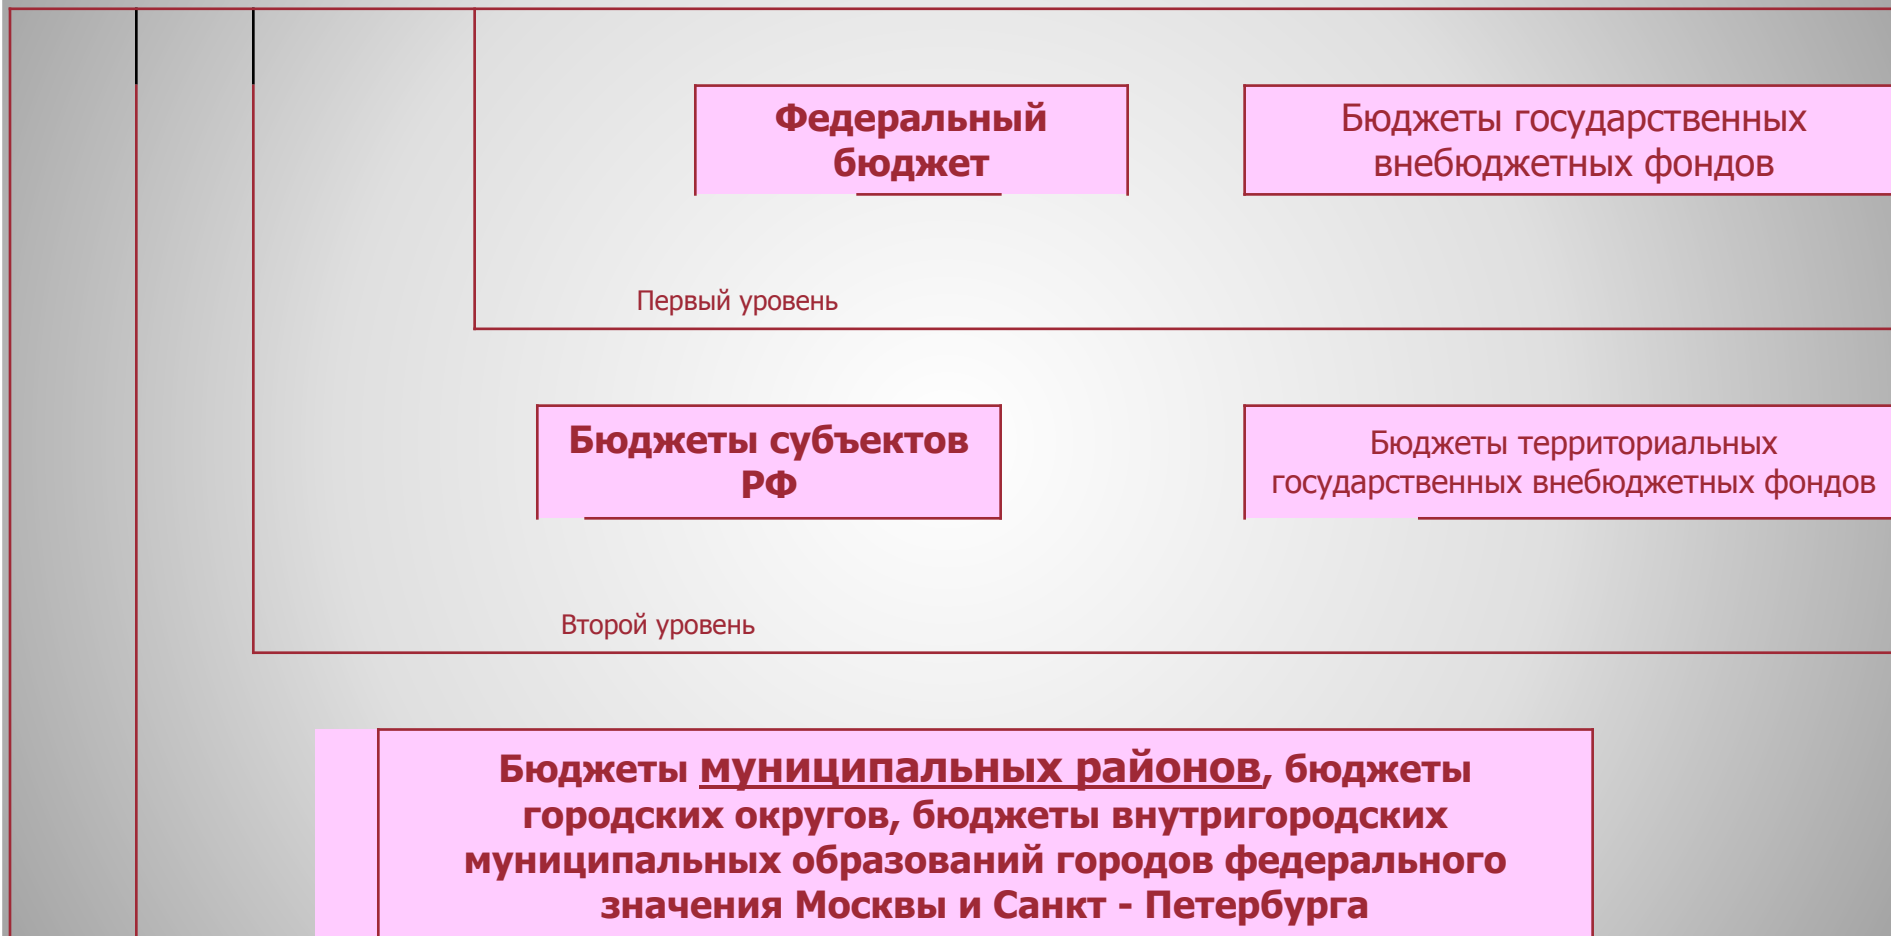 Федеральный
бюджет
Бюджеты государственных
внебюджетных фондов
Первый уровень
Бюджеты субъектов
РФ
Бюджеты территориальных
государственных внебюджетных фондов
Второй уровень
Бюджеты муниципальных районов, бюджеты
городских округов, бюджеты внутригородских
муниципальных образований городов федерального
значения Москвы и Санкт - Петербурга